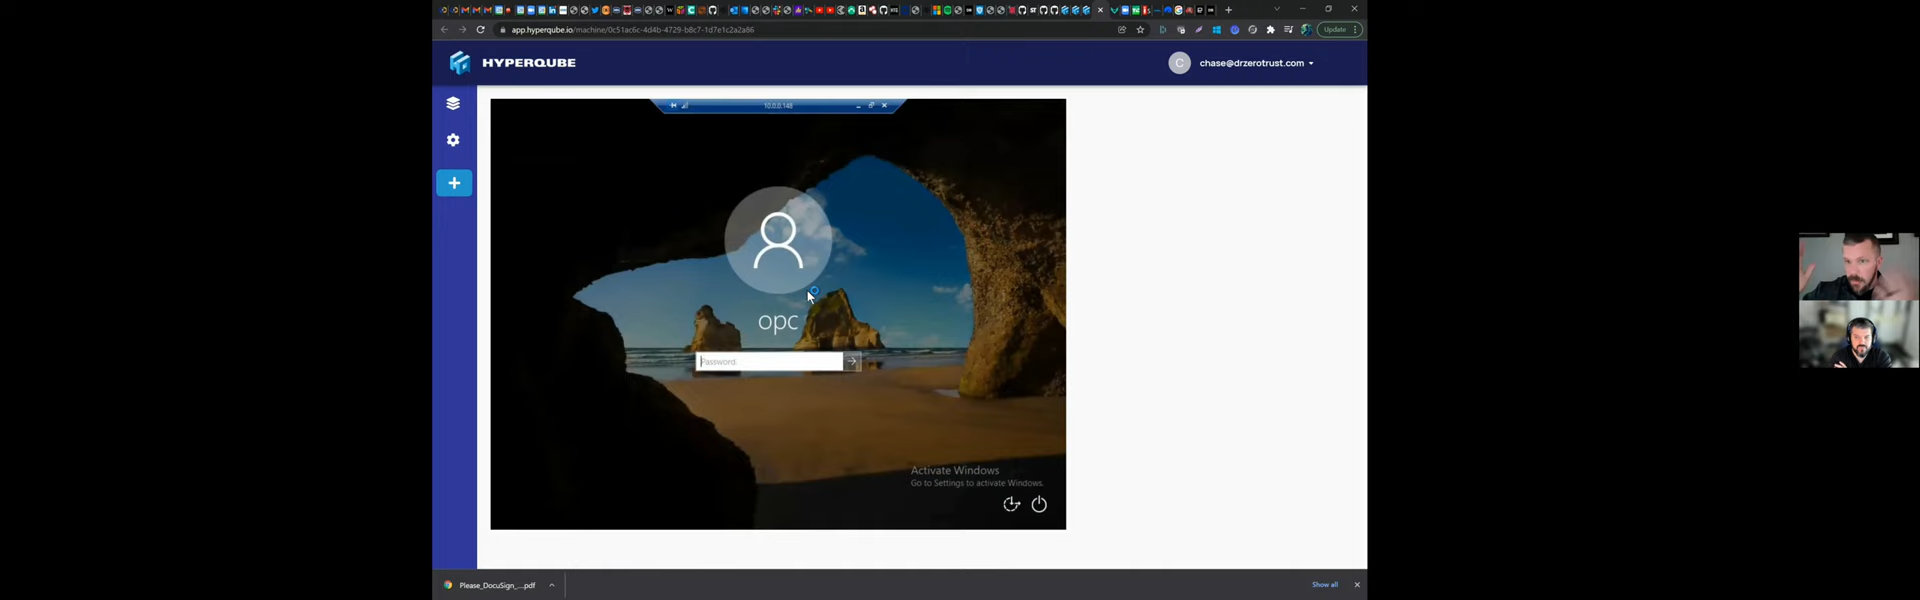 app.hyperqube.io/machine/0c51ac6c-4d4b-4729-b8c7-1d7e1c2a2a86
Update
HYPERQUBE
C
chase@drzerotrust.com
10.0.0.148
opc
Password
Activate Windows
Go to Settings to activate Windows.
Please_DocuSign_....pdf
Show all